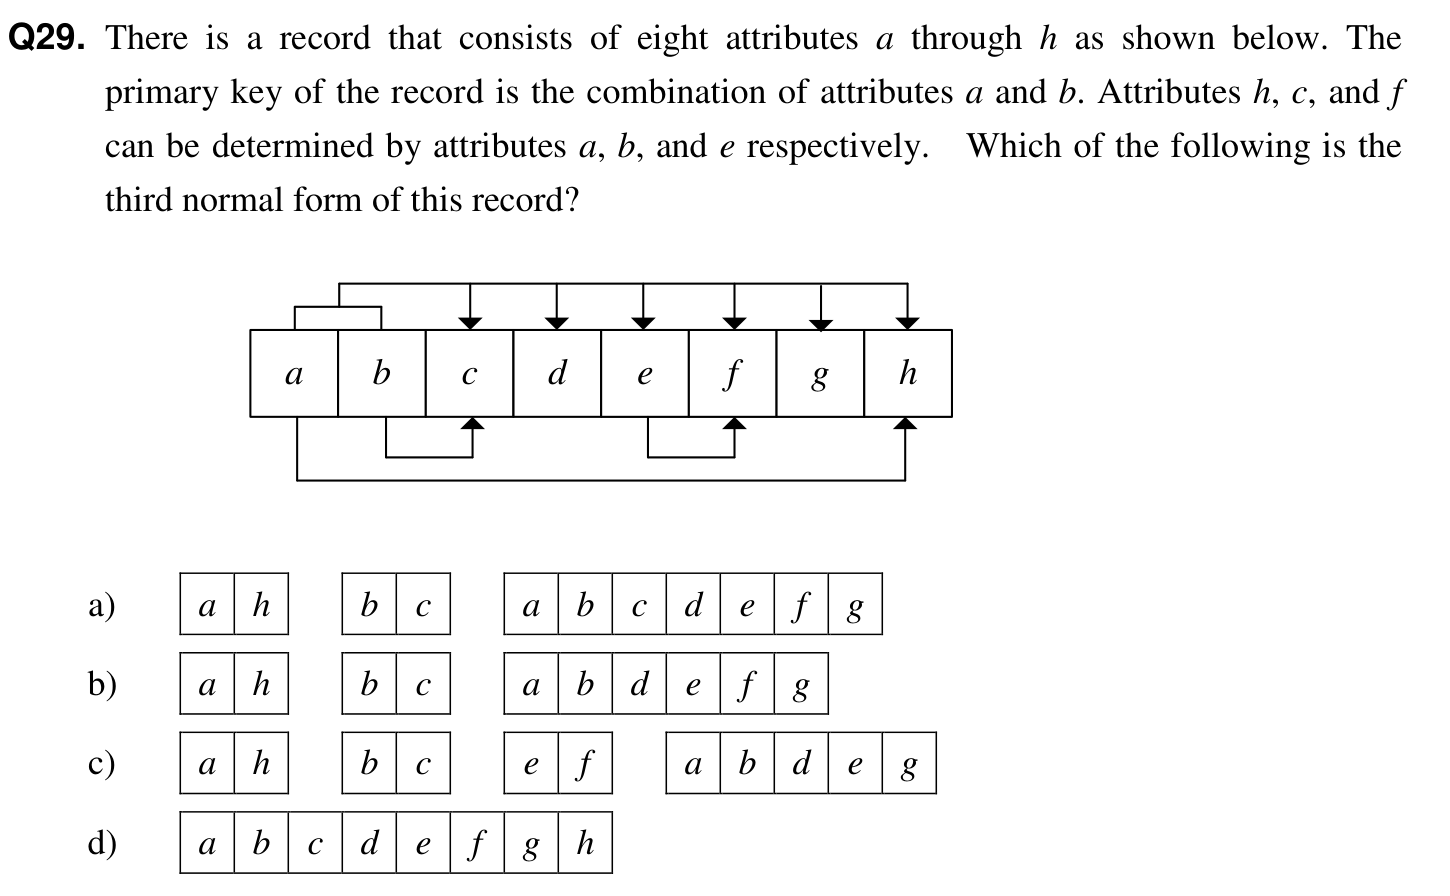 Q29. There is a record that consists of eight attributes a through h as shown below. The
primary key of the record is the combination of attributes a and b. Attributes h, c, and f
can be determined by attributes a, b, and e respectively. Which of the following is the
third normal form of this record?
a b c d e f g h
a) a h b c a b c d e f g
b) a h b c a b d e f g
c) a h b c e f a b d e g
d) a b c d e f g h